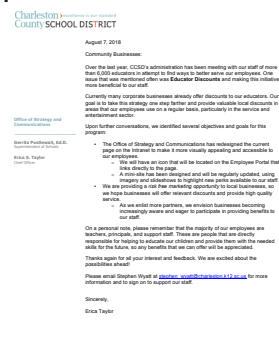 Charleston excellence is our standard
County SCHOOL DISTRICT
August 7, 2018
Community Businesses:
Over the last year, CCSD's administration has been meeting with our staff of more
than 6,000 educators in attempt to find ways to better serve our employees. One
issue that was mentioned often was Educator Discounts and making this initiative
more beneficial to our staff.
Currently many corporate businesses already offer discounts to our educators. Our
goal is to take this strategy one step farther and provide valuable local discounts in
areas that our employees use on a regular basis, particularly in the service and
entertainment sector.
Office of Strategy and
Communications
Gerrita Postlewait, Ed.D.
Superintendent of Schools
Erica S. Taylor
Chief Officer
Upon further conversations, we identified several objectives and goals for this
program:
• The Office of Strategy and Communications has redesigned the current
page on the Intranet to make it more visually appealing and accessible to
our employees.
o We will have an icon that will be located on the Employee Portal that
links directly to the page.
o A mini-site has been designed and will be regularly updated, using
imagery and slideshows to highlight new perks available to our staff.
• We are providing a risk free marketing opportunity to local businesses, so
we hope businesses will offer relevant discounts and provide high quality
service.
o As we enlist more partners, we envision businesses becoming
increasingly aware and eager to participate in providing benefits to
our staff.
On a personal note, please remember that the majority of our employees are
teachers, principals, and support staff. These are people that are directly
responsible for helping to educate our children and provide them with the needed
skills for the future, so any benefits that we can offer will be appreciated.
Thanks again for all your interest and feedback. We are excited about the
possibilities ahead!
Please email Stephen Wyatt at stephen_wyatt@charleston.k12.sc.us for more
information and to sign on to support our staff.
Sincerely,
Erica Taylor